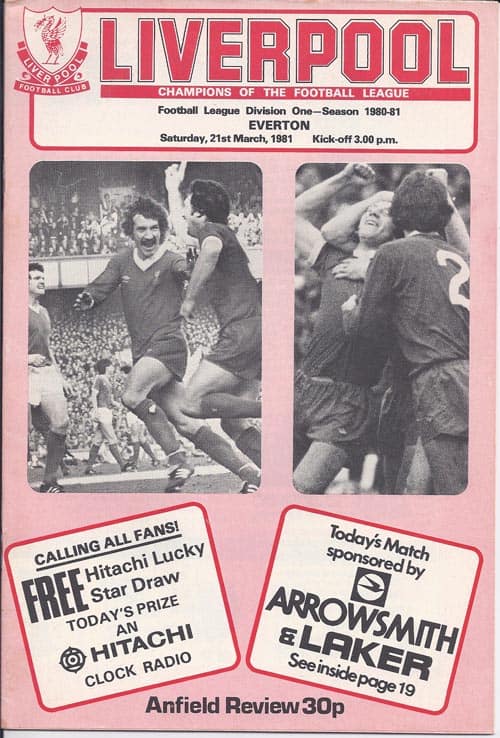 LIVERPOOL
FOOTBALL CLUB
LIVERPOOL
CHAMPIONS OF THE FOOTBALL LEAGUE
Football League Division One—Season 1980-81
EVERTON
Saturday, 21st March, 1981 Kick-off 3.00 p.m.
2
CALLING ALL FANS!
FREE Hitachi Lucky
Star Draw
TODAY'S PRIZE
AN
HITACHI
CLOCK RADIO
Today's Match
sponsored by
ARROWSMITH
& LAKER
See inside page 19
Anfield Review 30p